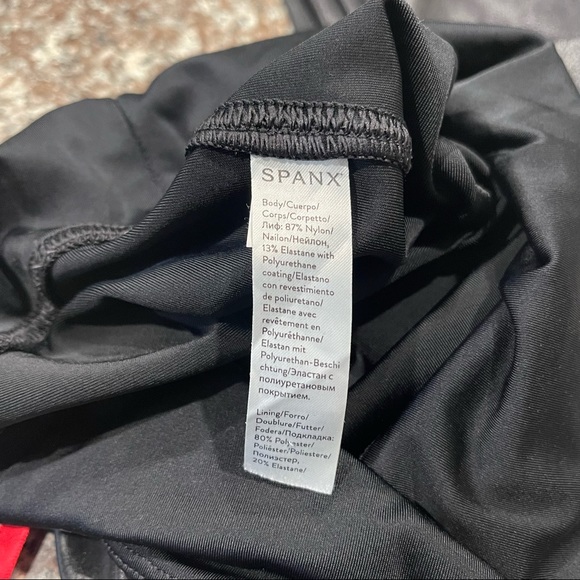 SPANX®
Body/Cuerpo/
Corps/Corpetto/
Лиф: 87% Nylon/
Nailon/Нейлон,
13% Elastane with
Polyurethane
coating/Elastano
con revestimento
de poliuretano/
Elastane avec
revêtement en
Polyuréthanne/
Elastan mit
Polyurethan-Beschi
chtung/Эластан с
полиуретановым
покрытием.
Lining/Forro/
Doublure/Futter/
Fodera/Подкладка:
80% Polyester/
Poliéster/Poliestere/
Полиэстер,
20% Elastane/